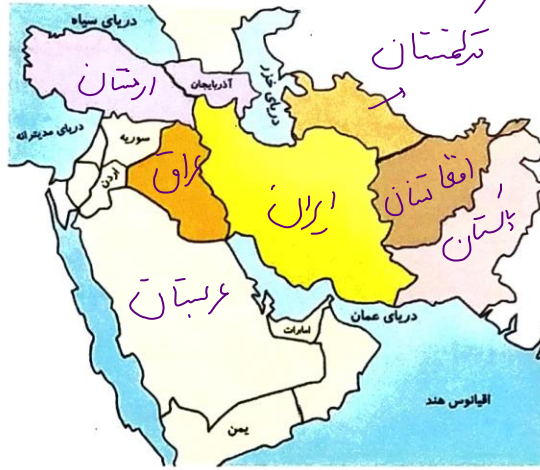 دریای سیاه
ترکمنستان
ارمنستان
آذربایجان
دریای خزر
دریای مدیترانه
سوریه
عراق
اردن
ایران
افغانستان
پاکستان
عربستان
امارات
دریای عمان
یمن
اقیانوس هند